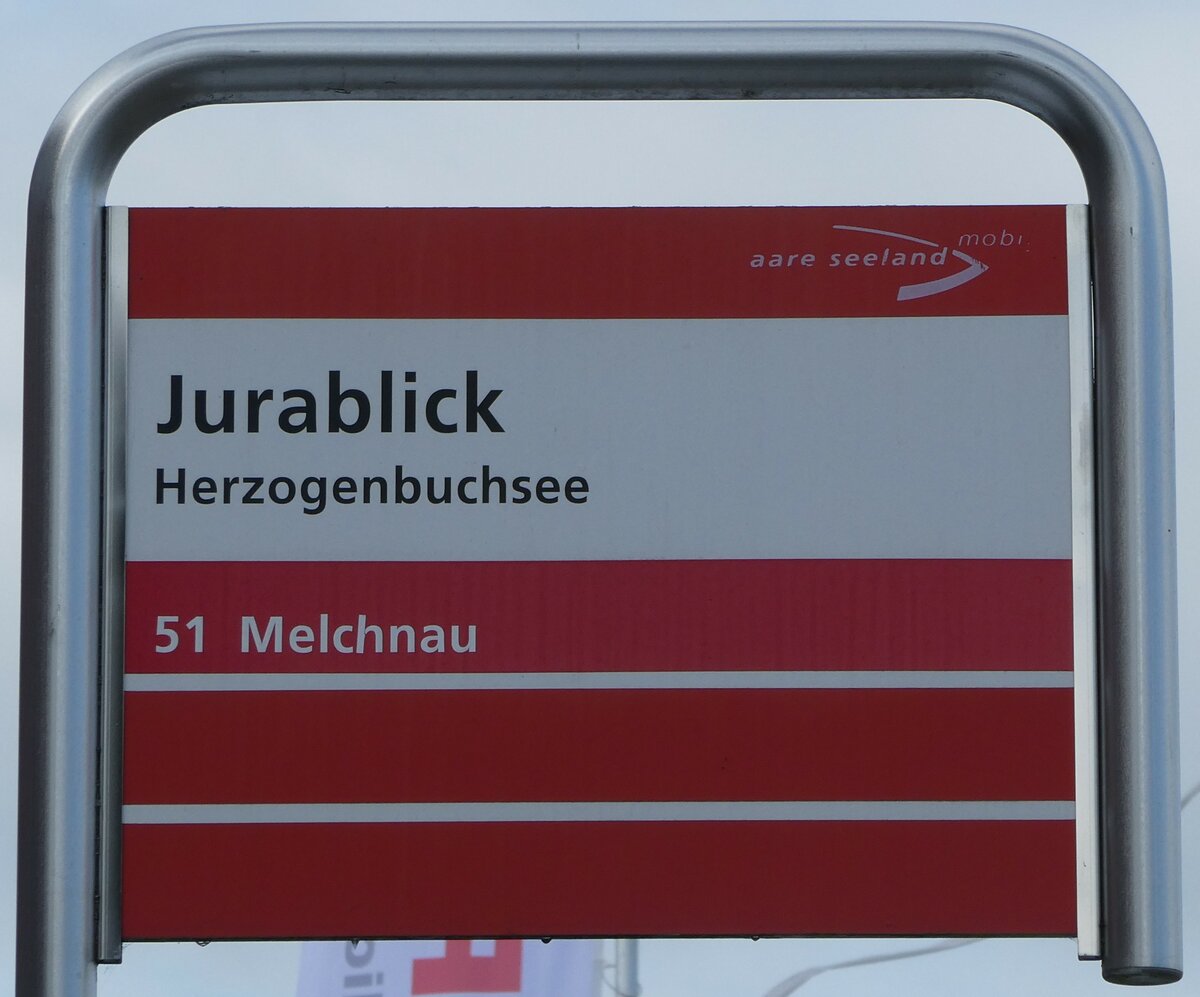 mobil
aare seeland
Jurablick
Herzogenbuchsee
51 Melchnau